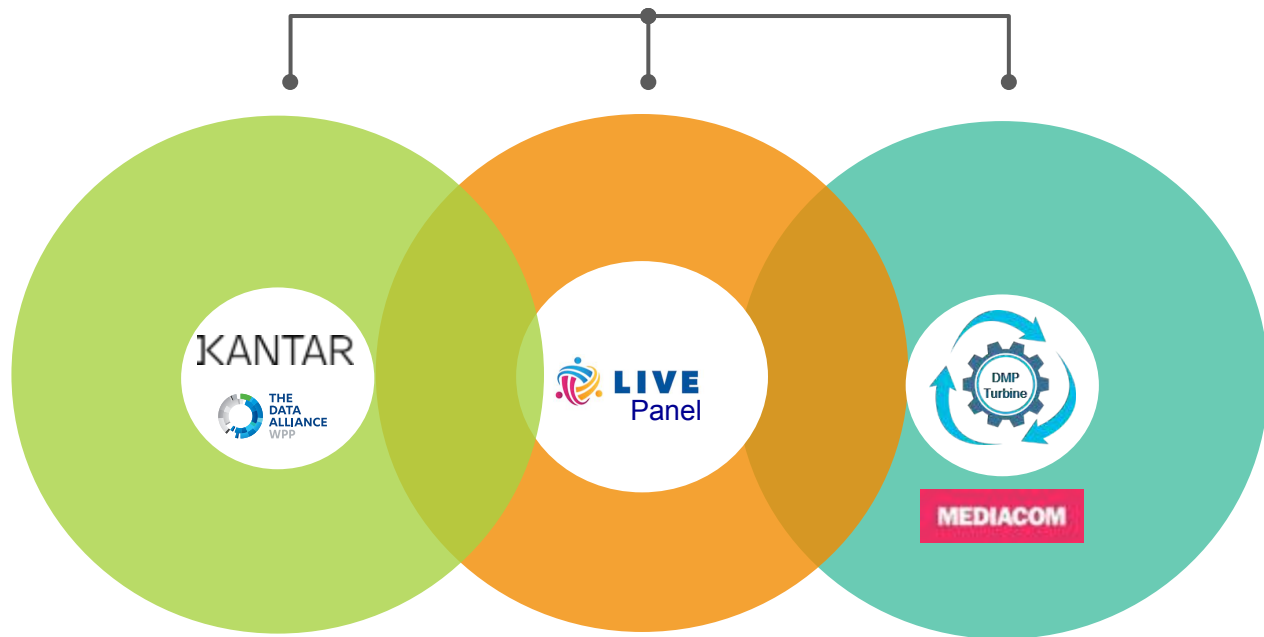 KANTAR
THE
DATA
ALLIANCE
WPP
LIVE
Panel
DMP
Turbine
MEDIACOM